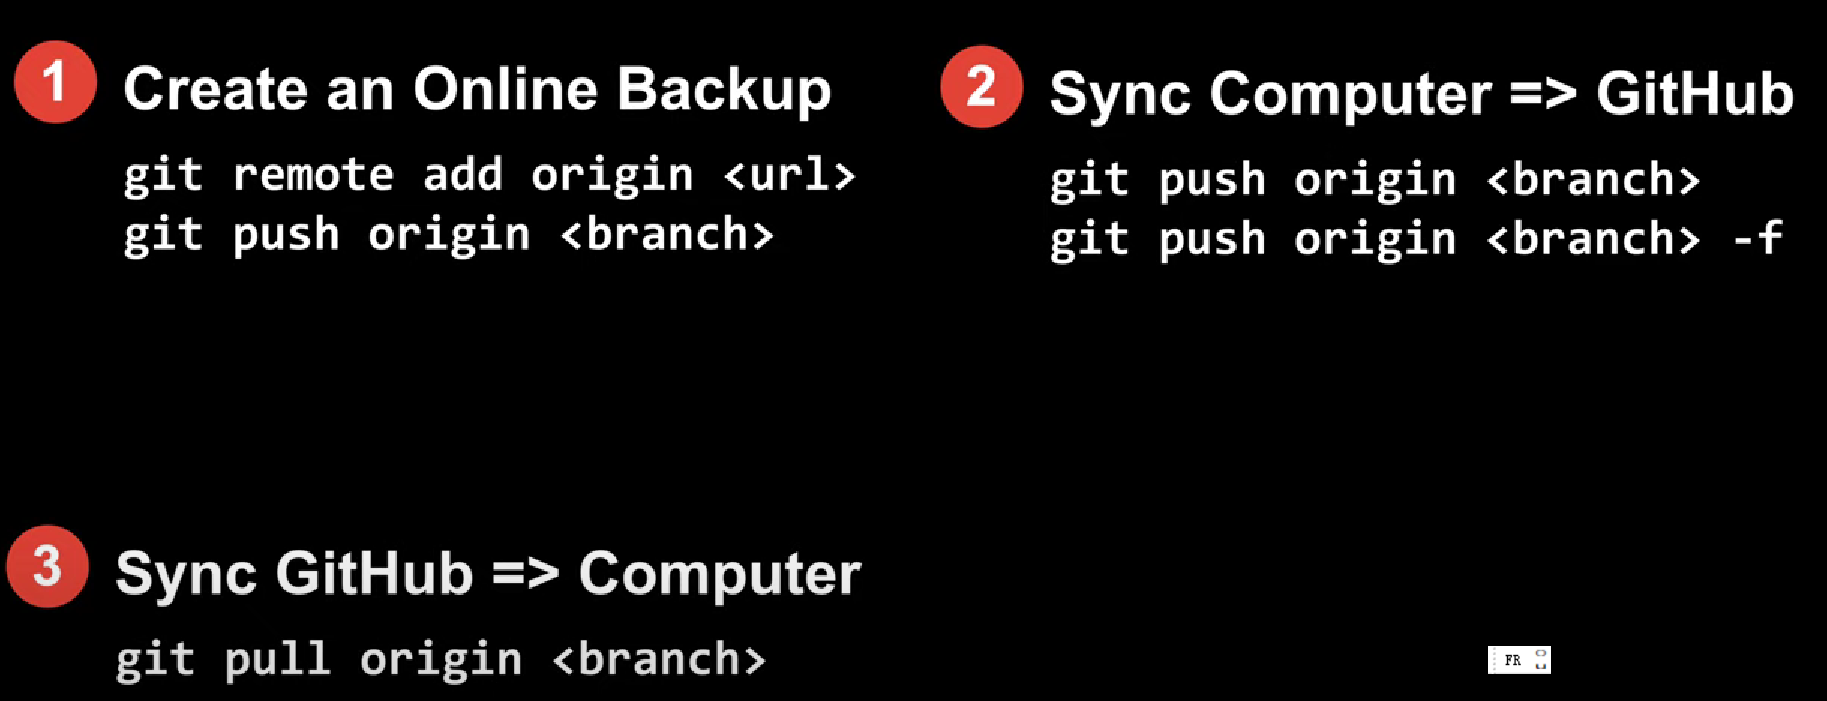 1 Create an Online Backup
git remote add origin <url>
git push origin <branch>
2 Sync Computer => GitHub
git push origin <branch>
git push origin <branch> -f
3 Sync GitHub => Computer
git pull origin <branch>
FR